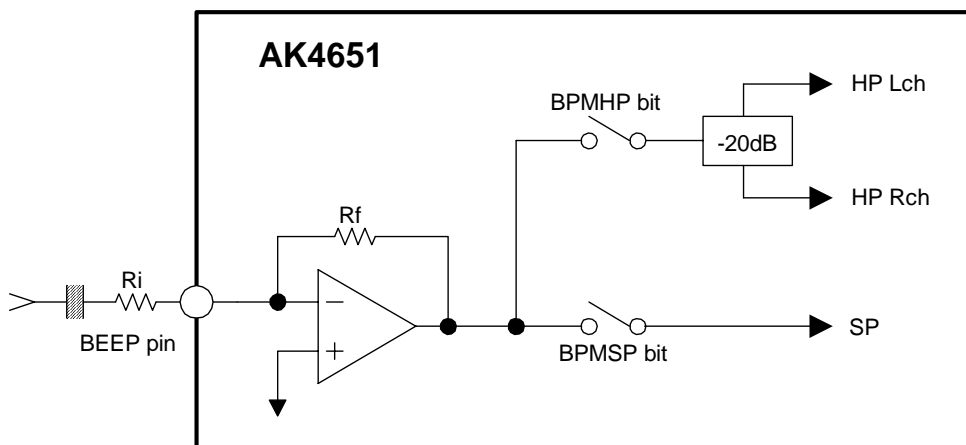 AK4651
HP Lch
BPMHP bit
-20dB
HP Rch
Rf
Ri
−
BEEP pin
+
BPMSP bit
SP